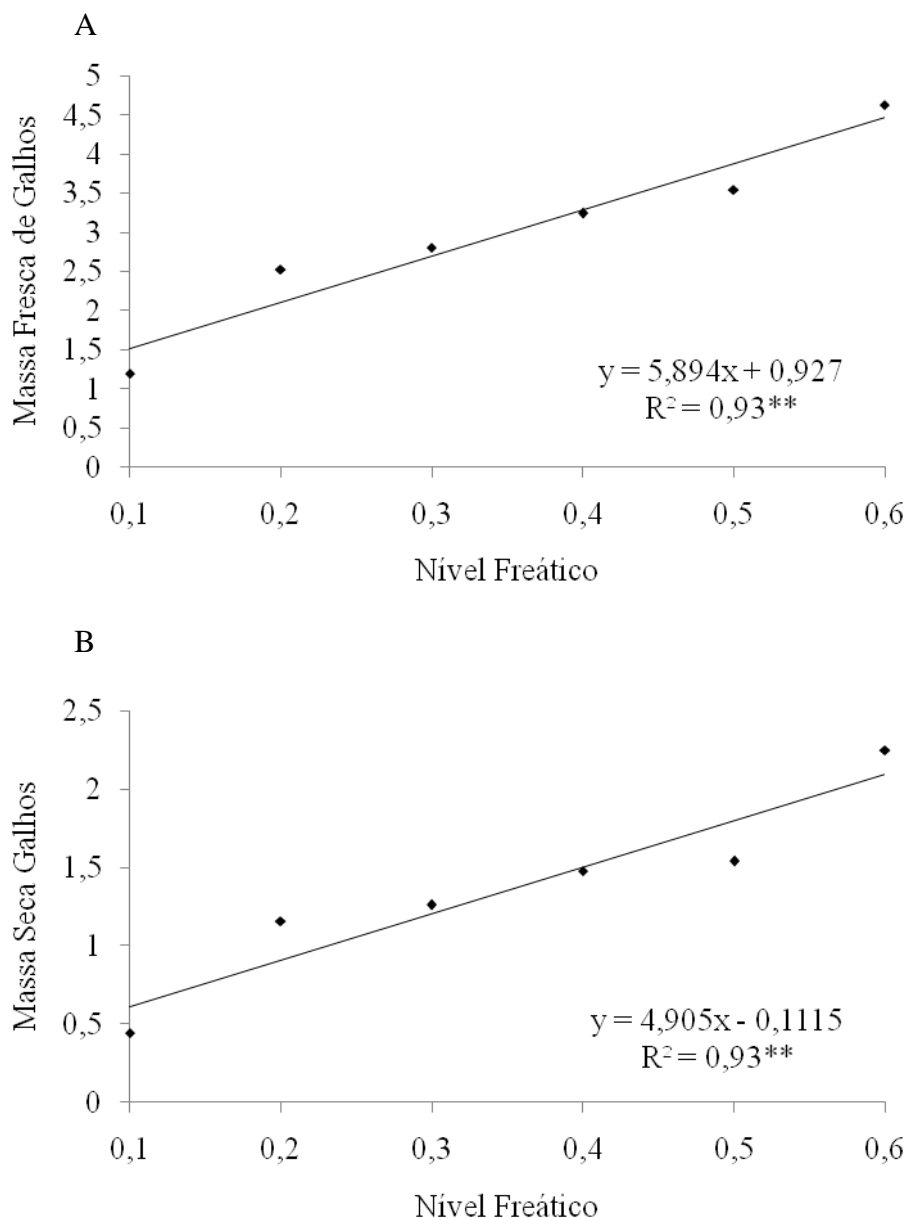 A
Massa Fresca de Galhos
5
4,5
4
3,5
3
2,5
2
1,5
1
0,5
0
y = 5,894x + 0,927
R² = 0,93**
0,1 0,2 0,3 0,4 0,5 0,6
Nível Freático
B
Massa Seca Galhos
2,5
2
1,5
1
0,5
0
y = 4,905x - 0,1115
R² = 0,93**
0,1 0,2 0,3 0,4 0,5 0,6
Nível Freático